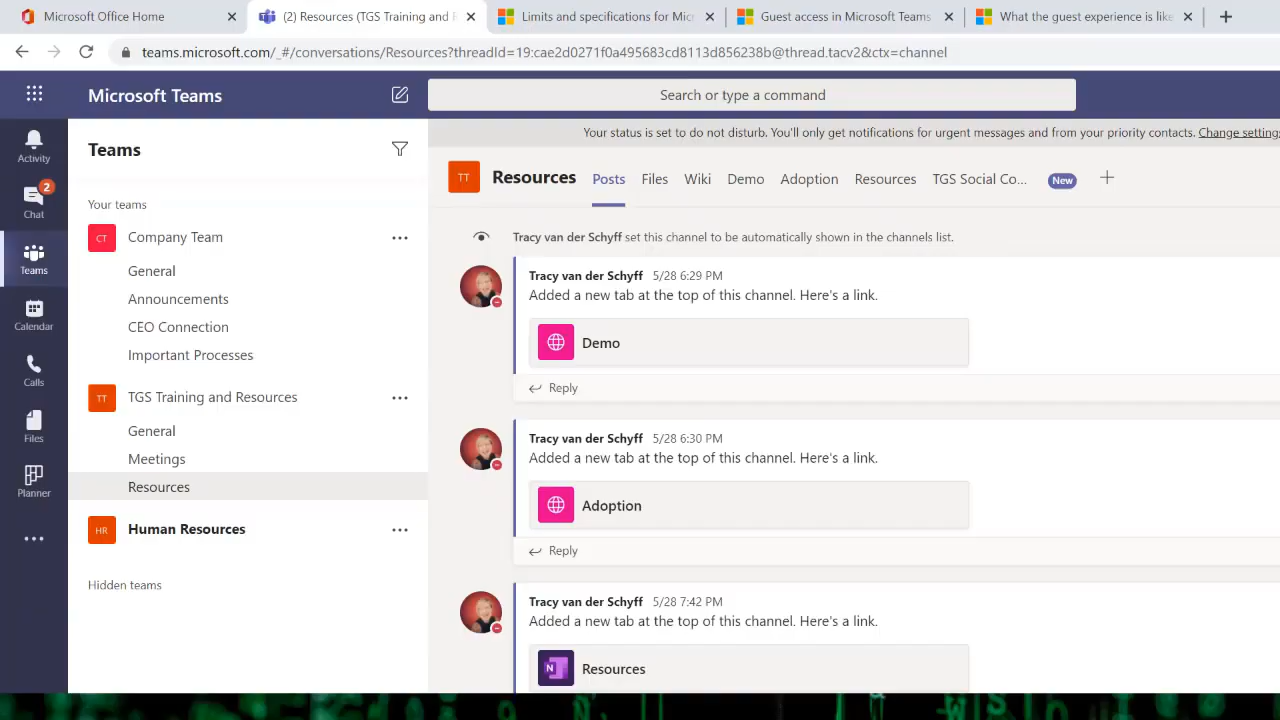 Microsoft Office Home
(2) Resources (TGS Training and R
Limits and specifications for Micr
Guest access in Microsoft Teams
What the guest experience is like
teams.microsoft.com/_#/conversations/Resources?threadId=19:cae2d0271f0a495683cd8113d856238b@thread.tacv2&ctx=channel
Microsoft Teams
Search or type a command
Your status is set to do not disturb. You'll only get notifications for urgent messages and from your priority contacts. Change settings
Activity
Chat
2
Teams
Calendar
Calls
Files
Planner
Teams
Your teams
CT Company Team
General
Announcements
CEO Connection
Important Processes
TT TGS Training and Resources
General
Meetings
Resources
HR Human Resources
Hidden teams
TT Resources Posts Files Wiki Demo Adoption Resources TGS Social Co... New
Tracy van der Schyff set this channel to be automatically shown in the channels list.
Tracy van der Schyff 5/28 6:29 PM
Added a new tab at the top of this channel. Here's a link.
Demo
Reply
Tracy van der Schyff 5/28 6:30 PM
Added a new tab at the top of this channel. Here's a link.
Adoption
Reply
Tracy van der Schyff 5/28 7:42 PM
Added a new tab at the top of this channel. Here's a link.
N Resources